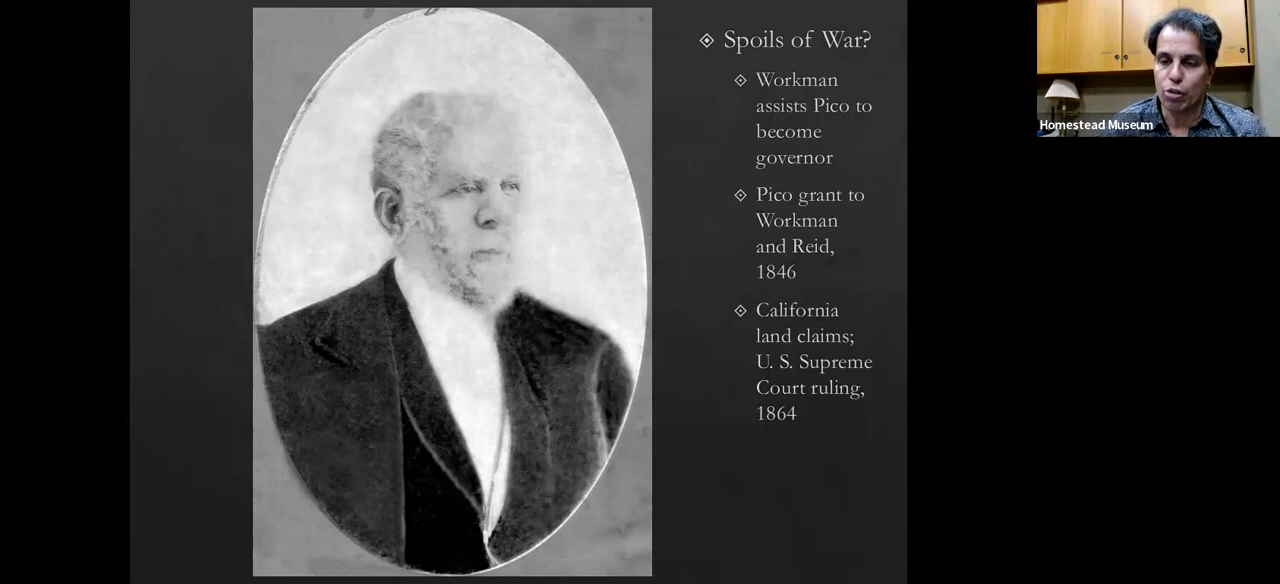 Spoils of War?
Workman
assists Pico to
become
governor
Pico grant to
Workman
and Reid,
1846
California
land claims;
U. S. Supreme
Court ruling,
1864
Homestead Museum